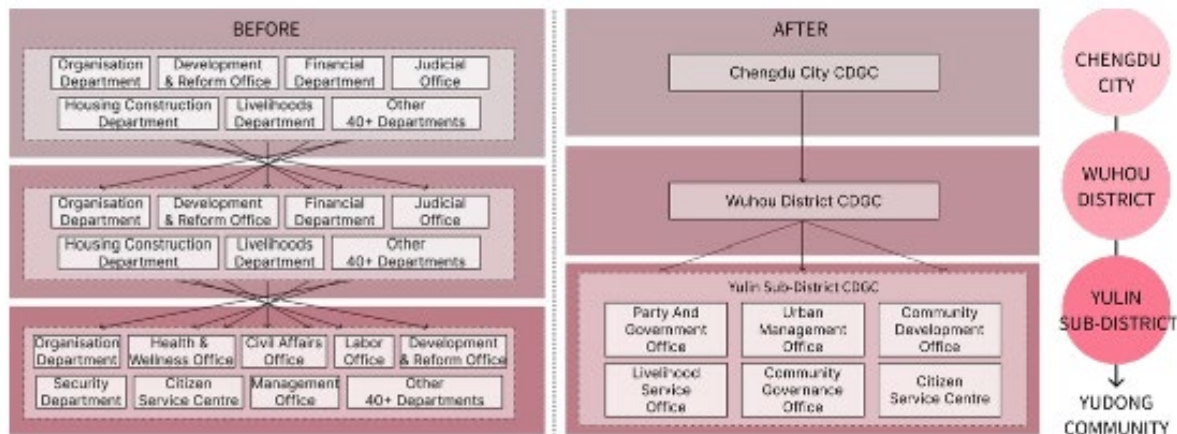 BEFORE
Organisation
Department
Development
& Reform Office
Financial
Department
Judicial
Office
Housing Construction
Department
Livelihoods
Department
Other
40+ Departments
Organisation
Department
Development
& Reform Office
Financial
Department
Judicial
Office
Housing Construction
Department
Livelihoods
Department
Other
40+ Departments
Organisation
Department
Health &
Wellness Office
Civil Affairs
Office
Labor
Office
Development
& Reform Office
Security
Department
Citizen
Service Centre
Management
Office
Other
40+ Departments
AFTER
Chengdu City CDGC
Wuhou District CDGC
Yulin Sub-District CDGC
Party And
Government
Office
Urban
Management
Office
Community
Development
Office
Livelihood
Service
Office
Community
Governance
Office
Citizen
Service Centre
CHENGDU
CITY
WUHOU
DISTRICT
YULIN
SUB-DISTRICT
YUDONG
COMMUNITY